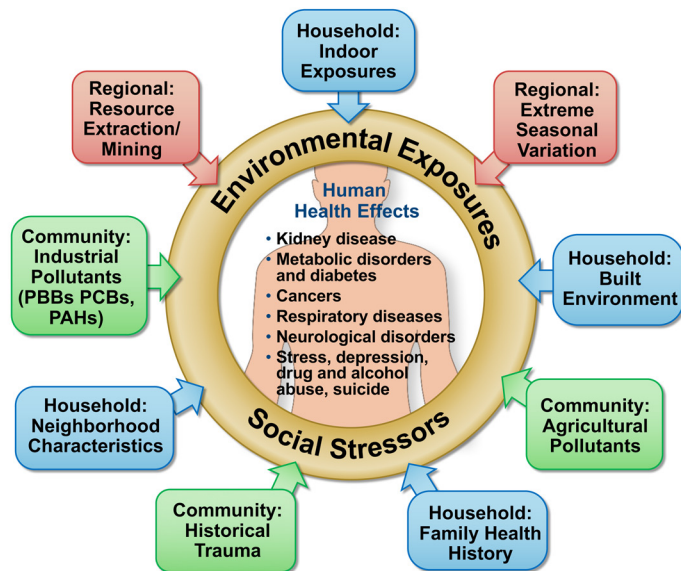 Household:
Indoor
Exposures
Regional:
Resource
Extraction/
Mining
Regional:
Extreme
Seasonal
Variation
Environmental Exposures
Human
Health Effects
• Kidney disease
• Metabolic disorders
and diabetes
• Cancers
• Respiratory diseases
• Neurological disorders
• Stress, depression,
drug and alcohol
abuse, suicide
Community:
Industrial
Pollutants
(PBBs PCBs,
PAHs)
Household:
Built
Environment
Household:
Neighborhood
Characteristics
Community:
Agricultural
Pollutants
Social Stressors
Community:
Historical
Trauma
Household:
Family Health
History